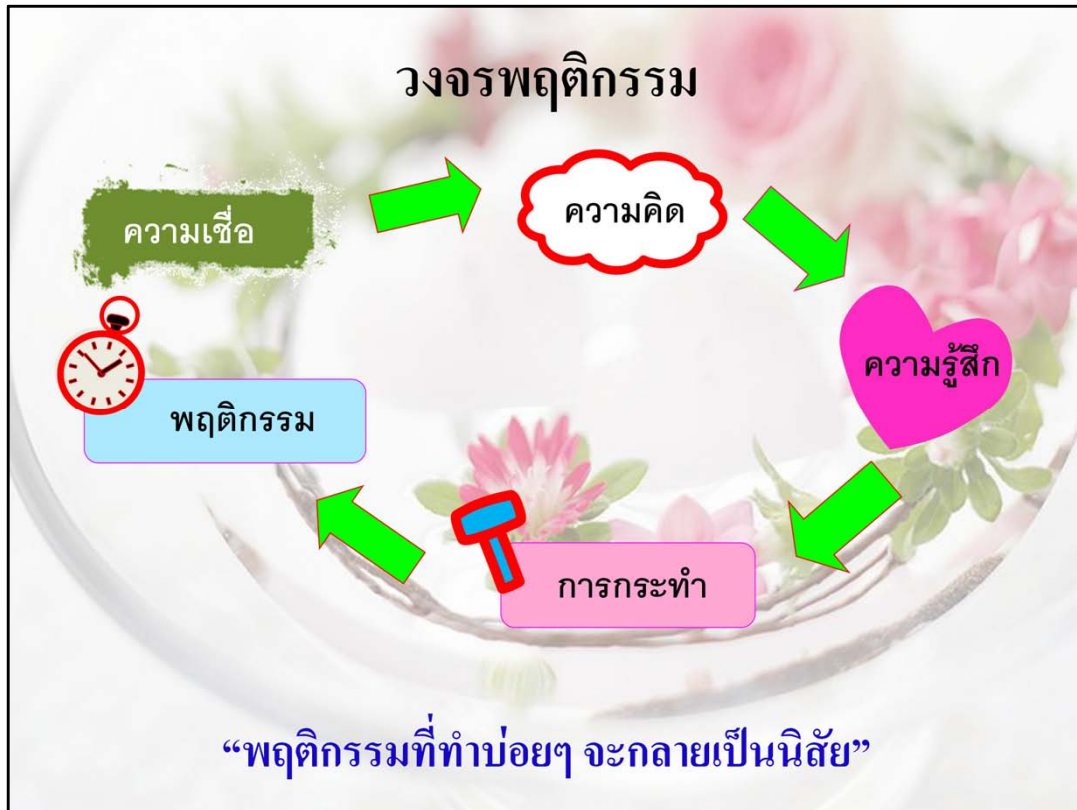 วงจรพฤติกรรม
ความเชื่อ
ความคิด
ความรู้สึก
การกระทำ
พฤติกรรม
“พฤติกรรมที่ทำบ่อยๆ จะกลายเป็นนิสัย”